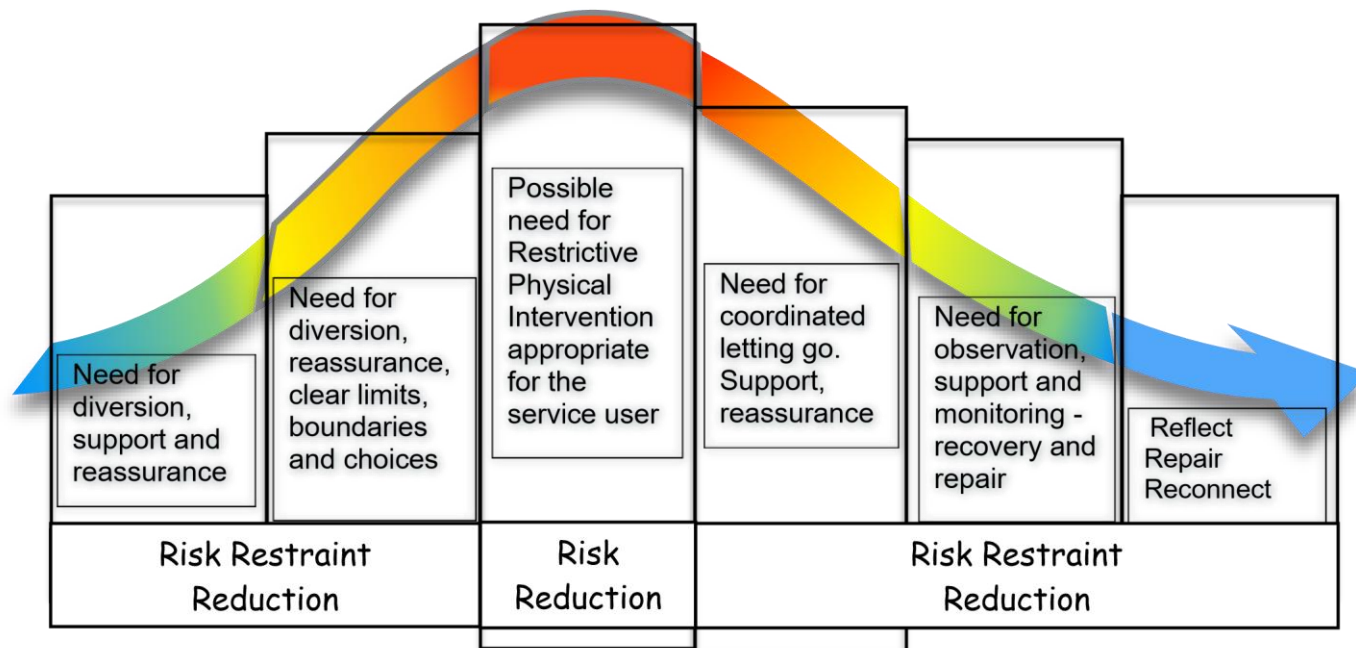 Need for
diversion,
support and
reassurance
Need for
diversion,
reassurance,
clear limits,
boundaries
and choices
Possible
need for
Restrictive
Physical
Intervention
appropriate
for the
service user
Need for
coordinated
letting go.
Support,
reassurance
Need for
observation,
support and
monitoring -
recovery and
repair
Reflect
Repair
Reconnect
Risk Restraint
Reduction
Risk
Reduction
Risk Restraint
Reduction